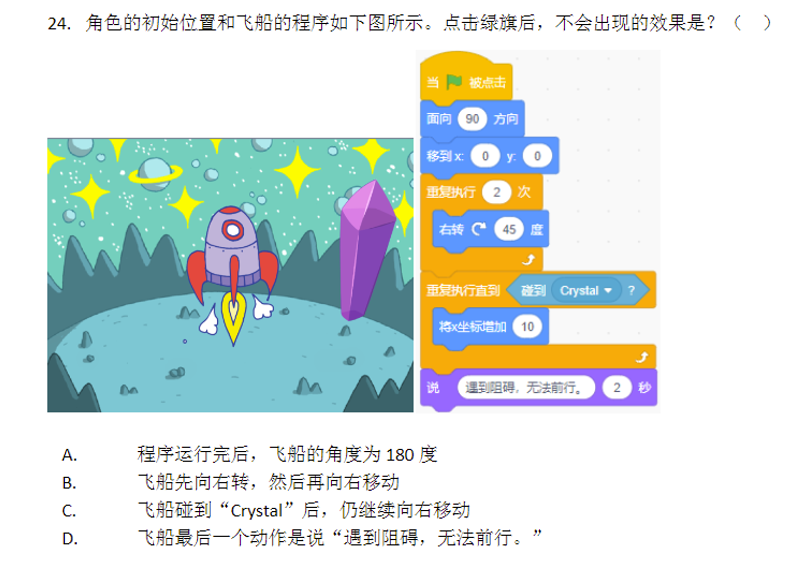 24. 角色的初始位置和飞船的程序如下图所示。点击绿旗后，不会出现的效果是？（ ）
当 被点击
面向 90 方向
移到 x: 0 y: 0
重复执行 2 次
右转 45 度
重复执行直到 碰到 Crystal ?
将x坐标增加 10
说 遇到阻碍，无法前行。 2 秒
A. 程序运行完后，飞船的角度为 180 度
B. 飞船先向右转，然后再向右移动
C. 飞船碰到“Crystal”后，仍继续向右移动
D. 飞船最后一个动作是说“遇到阻碍，无法前行。”